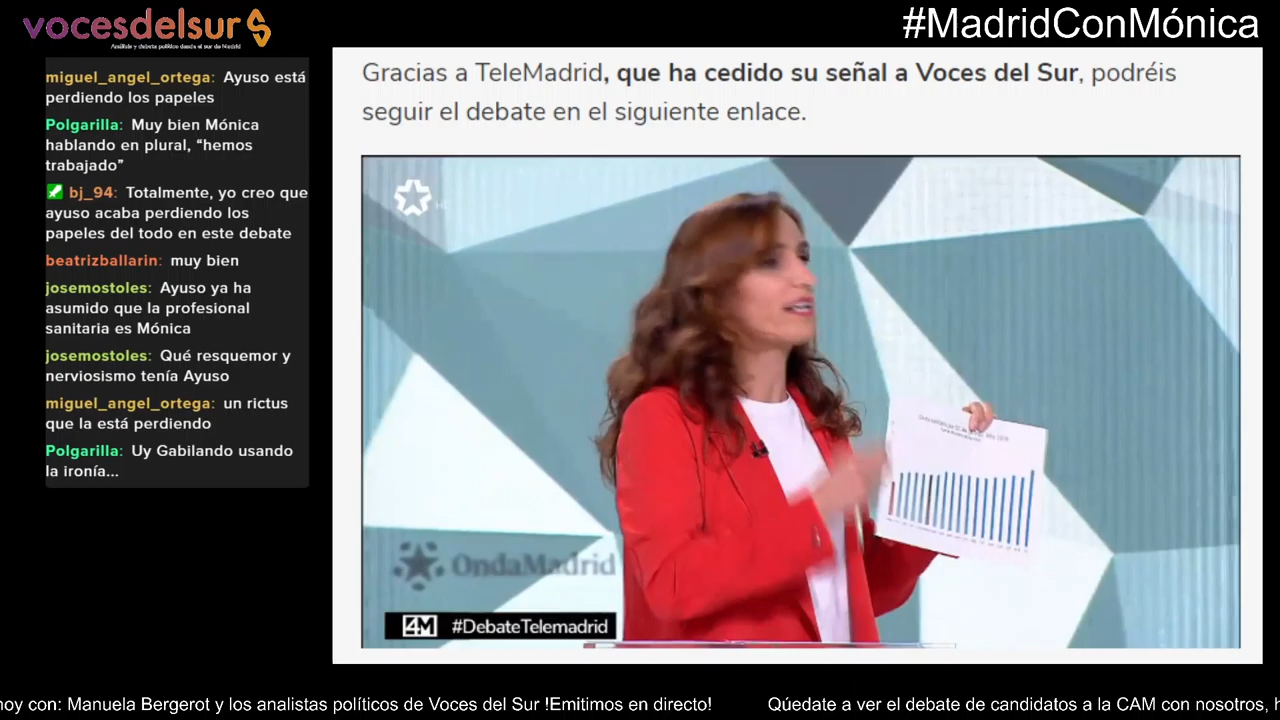 vocesdelsur
Análisis y debate político desde el sur de Madrid
#MadridConMónica
miguel_angel_ortega: Ayuso está
perdiendo los papeles
Polgarilla: Muy bien Mónica
hablando en plural, “hemos
trabajado”
bj_94: Totalmente, yo creo que
ayuso acaba perdiendo los
papeles del todo en este debate
beatrizballarin: muy bien
josemostoles: Ayuso ya ha
asumido que la profesional
sanitaria es Mónica
josemostoles: Qué resquemor y
nerviosismo tenía Ayuso
miguel_angel_ortega: un rictus
que la está perdiendo
Polgarilla: Uy Gabilando usando
la ironía...
Gracias a TeleMadrid, que ha cedido su señal a Voces del Sur, podréis
seguir el debate en el siguiente enlace.
OndaMadrid
4M #DebateTelemadrid
hoy con: Manuela Bergerot y los analistas políticos de Voces del Sur !Emitimos en directo! Qúedate a ver el debate de candidatos a la CAM con nosotros, h